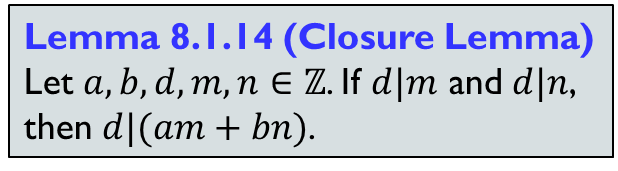 Lemma 8.1.14 (Closure Lemma)
Let 𝑎, 𝑏, 𝑑, 𝑚, 𝑛 ∈ ℤ. If 𝑑|𝑚 and 𝑑|𝑛,
then 𝑑|(𝑎𝑚 + 𝑏𝑛).